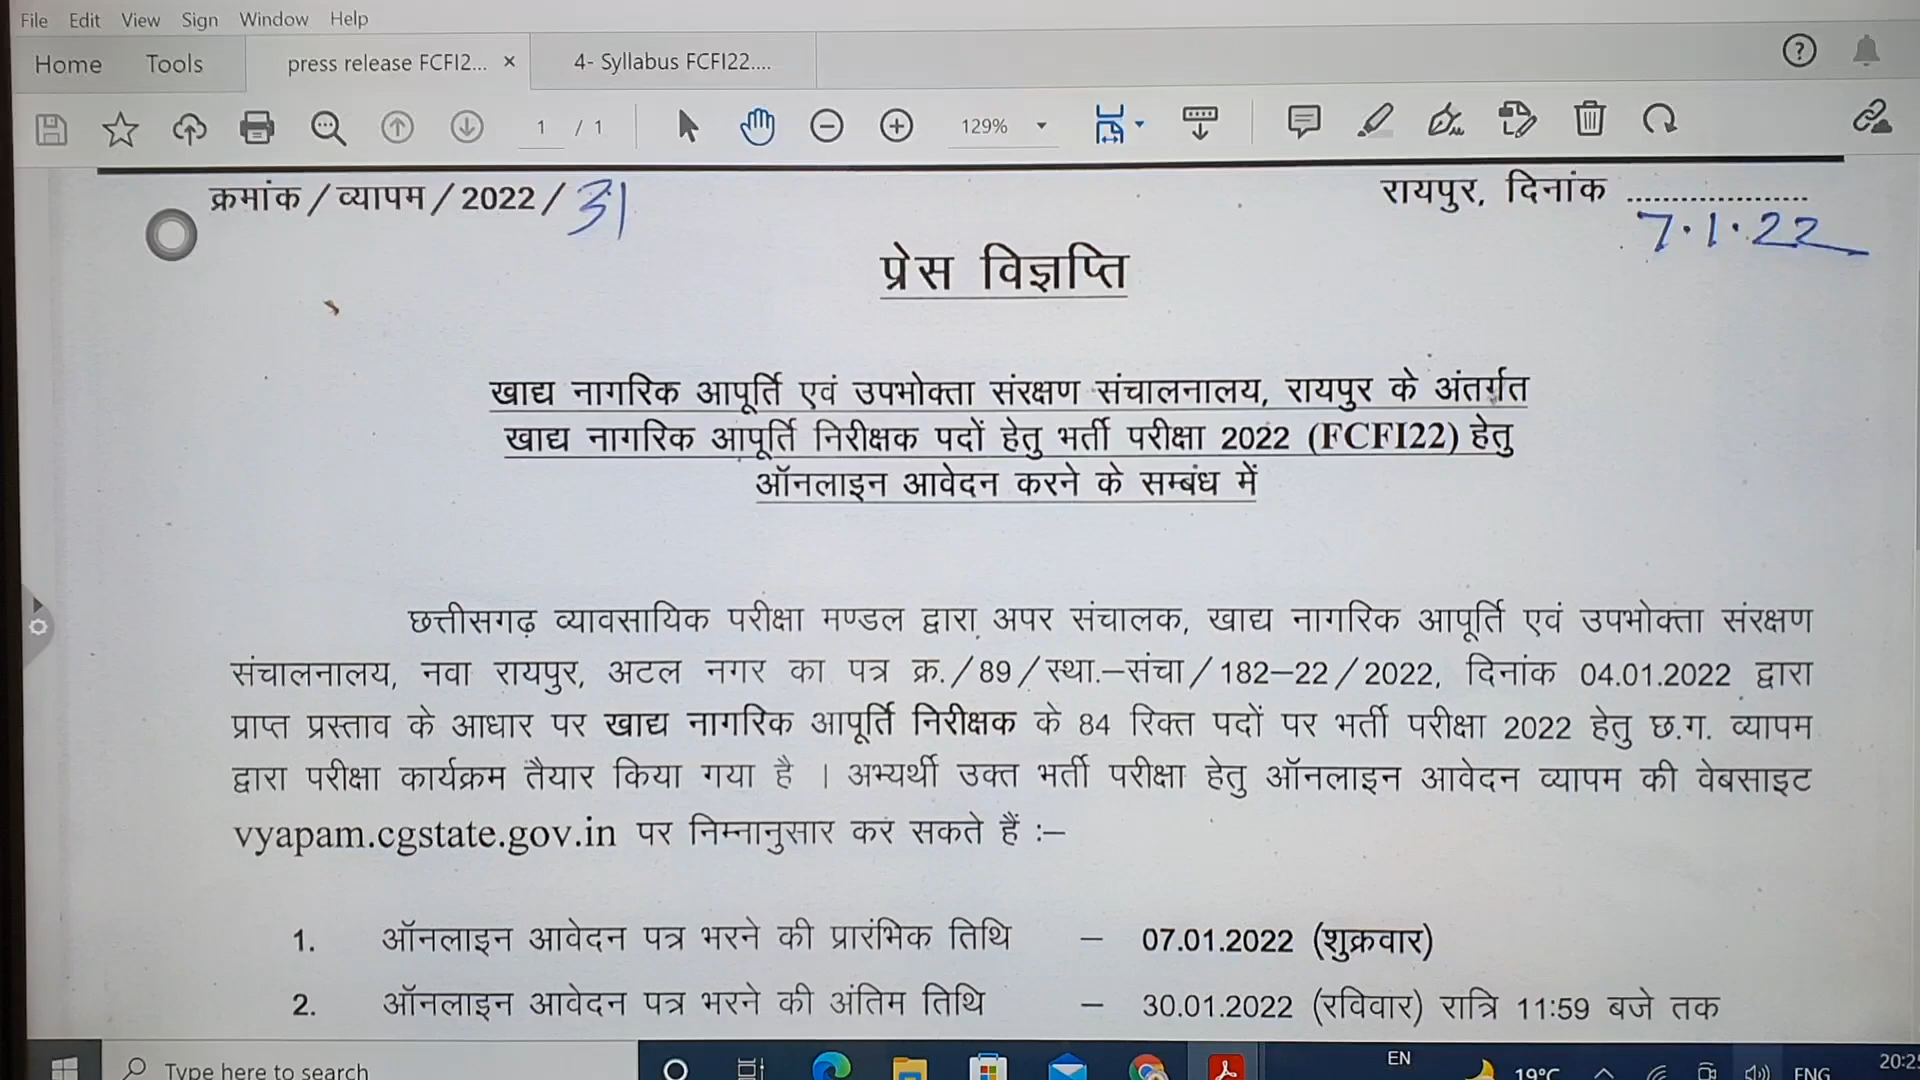 File Edit View Sign Window Help
Home Tools press release FCFI2... × 4- Syllabus FCFI22....
1 / 1 129%
क्रमांक / व्यापम / 2022 / 31
रायपुर, दिनांक ....................
7.1.22
प्रेस विज्ञप्ति
खाद्य नागरिक आपूर्ति एवं उपभोक्ता संरक्षण संचालनालय, रायपुर के अंतर्गत
खाद्य नागरिक आपूर्ति निरीक्षक पदों हेतु भर्ती परीक्षा 2022 (FCFI22) हेतु
ऑनलाइन आवेदन करने के सम्बंध में
छत्तीसगढ़ व्यावसायिक परीक्षा मण्डल द्वारा अपर संचालक, खाद्य नागरिक आपूर्ति एवं उपभोक्ता संरक्षण
संचालनालय, नवा रायपुर, अटल नगर का पत्र क्र./89/स्था.–संचा/182–22/2022, दिनांक 04.01.2022 द्वारा
प्राप्त प्रस्ताव के आधार पर खाद्य नागरिक आपूर्ति निरीक्षक के 84 रिक्त पदों पर भर्ती परीक्षा 2022 हेतु छ.ग. व्यापम
द्वारा परीक्षा कार्यक्रम तैयार किया गया है । अभ्यर्थी उक्त भर्ती परीक्षा हेतु ऑनलाइन आवेदन व्यापम की वेबसाइट
vyapam.cgstate.gov.in पर निम्नानुसार कर सकते हैं :–
1. ऑनलाइन आवेदन पत्र भरने की प्रारंभिक तिथि – 07.01.2022 (शुक्रवार)
2. ऑनलाइन आवेदन पत्र भरने की अंतिम तिथि – 30.01.2022 (रविवार) रात्रि 11:59 बजे तक
Type here to search EN 19°C ENG